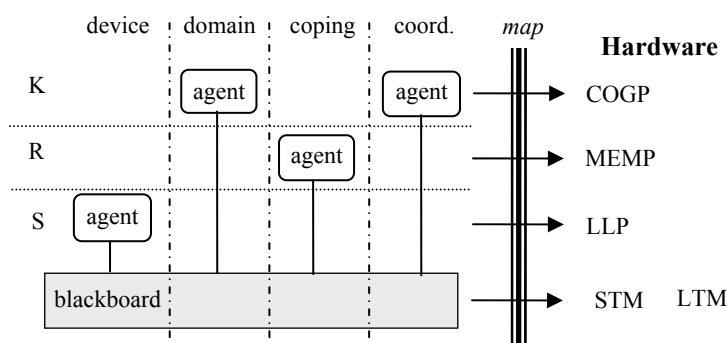 device domain coping coord. map
Hardware
K agent agent COGP
R agent MEMP
S agent LLP
blackboard STM LTM